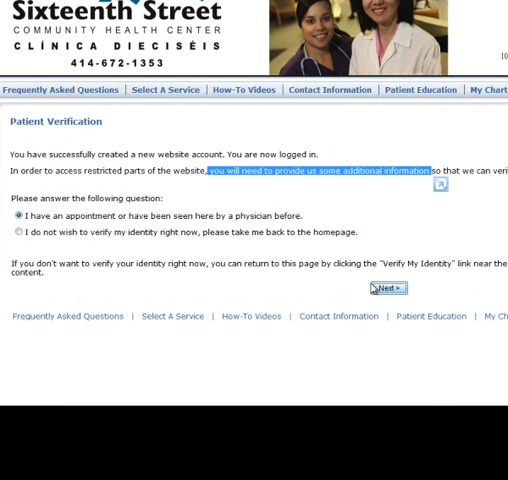 Sixteenth Street
COMMUNITY HEALTH CENTER
CLÍNICA DIECISÉIS
414-672-1353
10
Frequently Asked Questions | Select A Service | How-To Videos | Contact Information | Patient Education | My Chart
Patient Verification
You have successfully created a new website account. You are now logged in.
In order to access restricted parts of the website, you will need to provide us some additional information so that we can veri
Please answer the following question:
I have an appointment or have been seen here by a physician before.
I do not wish to verify my identity right now, please take me back to the homepage.
If you don't want to verify your identity right now, you can return to this page by clicking the "Verify My Identity" link near the
content.
Next >
Frequently Asked Questions | Select A Service | How-To Videos | Contact Information | Patient Education | My Ch